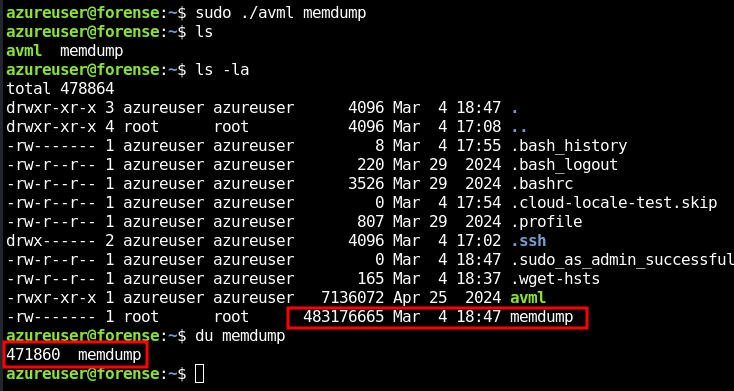 azureuser@forense:~$ sudo ./avml memdump
azureuser@forense:~$ ls
avml  memdump
azureuser@forense:~$ ls -la
total 478864
drwxr-xr-x 3 azureuser azureuser      4096 Mar  4 18:47 .
drwxr-xr-x 4 root      root           4096 Mar  4 17:08 ..
-rw------- 1 azureuser azureuser         8 Mar  4 17:55 .bash_history
-rw-r--r-- 1 azureuser azureuser       220 Mar 29  2024 .bash_logout
-rw-r--r-- 1 azureuser azureuser      3526 Mar 29  2024 .bashrc
-rw-r--r-- 1 azureuser azureuser         0 Mar  4 17:54 .cloud-locale-test.skip
-rw-r--r-- 1 azureuser azureuser       807 Mar 29  2024 .profile
drwx------ 2 azureuser azureuser      4096 Mar  4 17:02 .ssh
-rw-r--r-- 1 azureuser azureuser         0 Mar  4 18:47 .sudo_as_admin_successful
-rw-r--r-- 1 azureuser azureuser       165 Mar  4 18:37 .wget-hsts
-rwxr-xr-x 1 azureuser azureuser   7136072 Apr 25  2024 avml
-rw------- 1 root      root      483176665 Mar  4 18:47 memdump
azureuser@forense:~$ du memdump
471860  memdump
azureuser@forense:~$